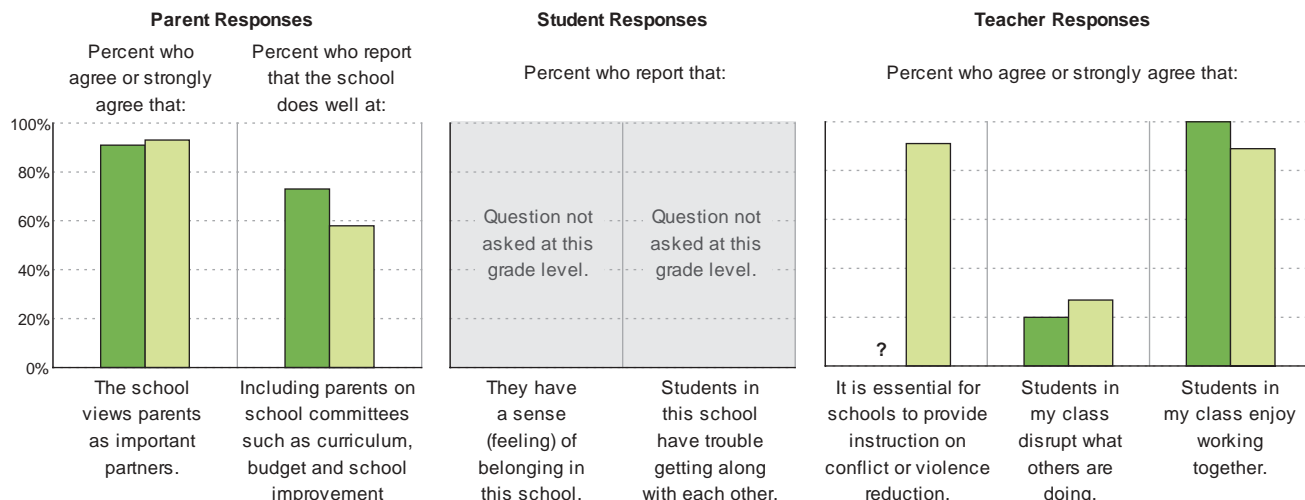 Parent Responses
Percent who
agree or strongly
agree that:
Percent who report
that the school
does well at:
100%
80%
60%
40%
20%
0%
The school
views parents
as important
partners.
Including parents on
school committees
such as curriculum,
budget and school
improvement
Student Responses
Percent who report that:
Question not
asked at this
grade level.
Question not
asked at this
grade level.
They have
a sense
(feeling) of
belonging in
this school.
Students in
this school
have trouble
getting along
with each other.
Teacher Responses
Percent who agree or strongly agree that:
?
It is essential for
schools to provide
instruction on
conflict or violence
reduction.
Students in
my class
disrupt what
others are
doing.
Students in
my class enjoy
working
together.